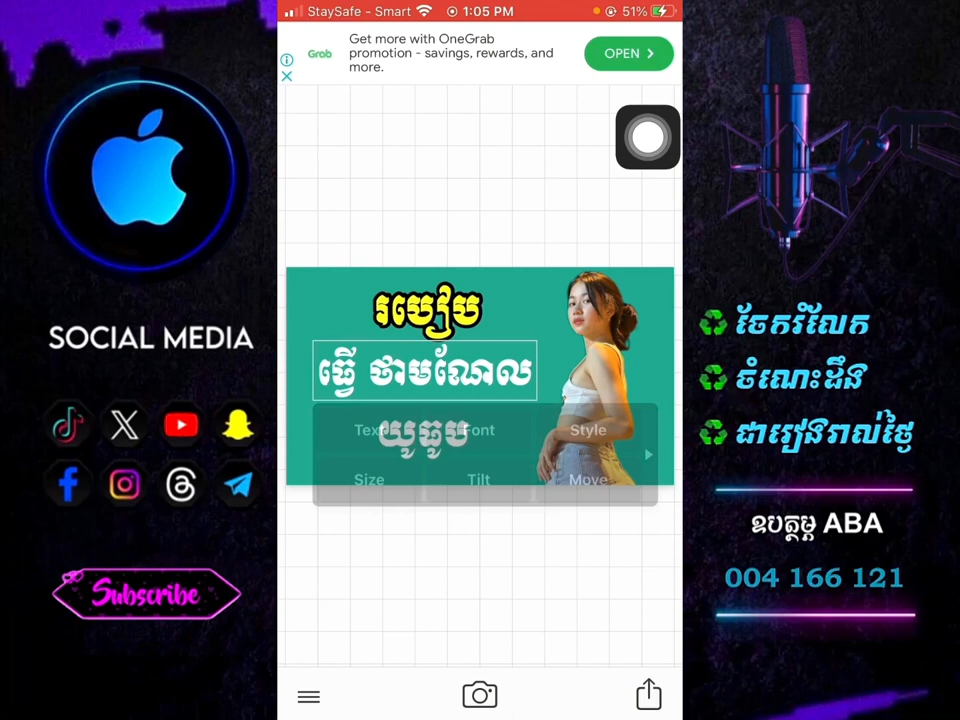 StaySafe - Smart 1:05 PM 51%
Get more with OneGrab
promotion - savings, rewards, and
more.
Grab
OPEN
របៀប
ធ្វើ ថាមណែល
យូធូប
Text Font Style
Size Tilt Move
SOCIAL MEDIA
Subscribe
ចែករំលែក
ចំណេះដឹង
ជារៀងរាល់ថ្ងៃ
ឧបត្ថម្ភ ABA
004 166 121